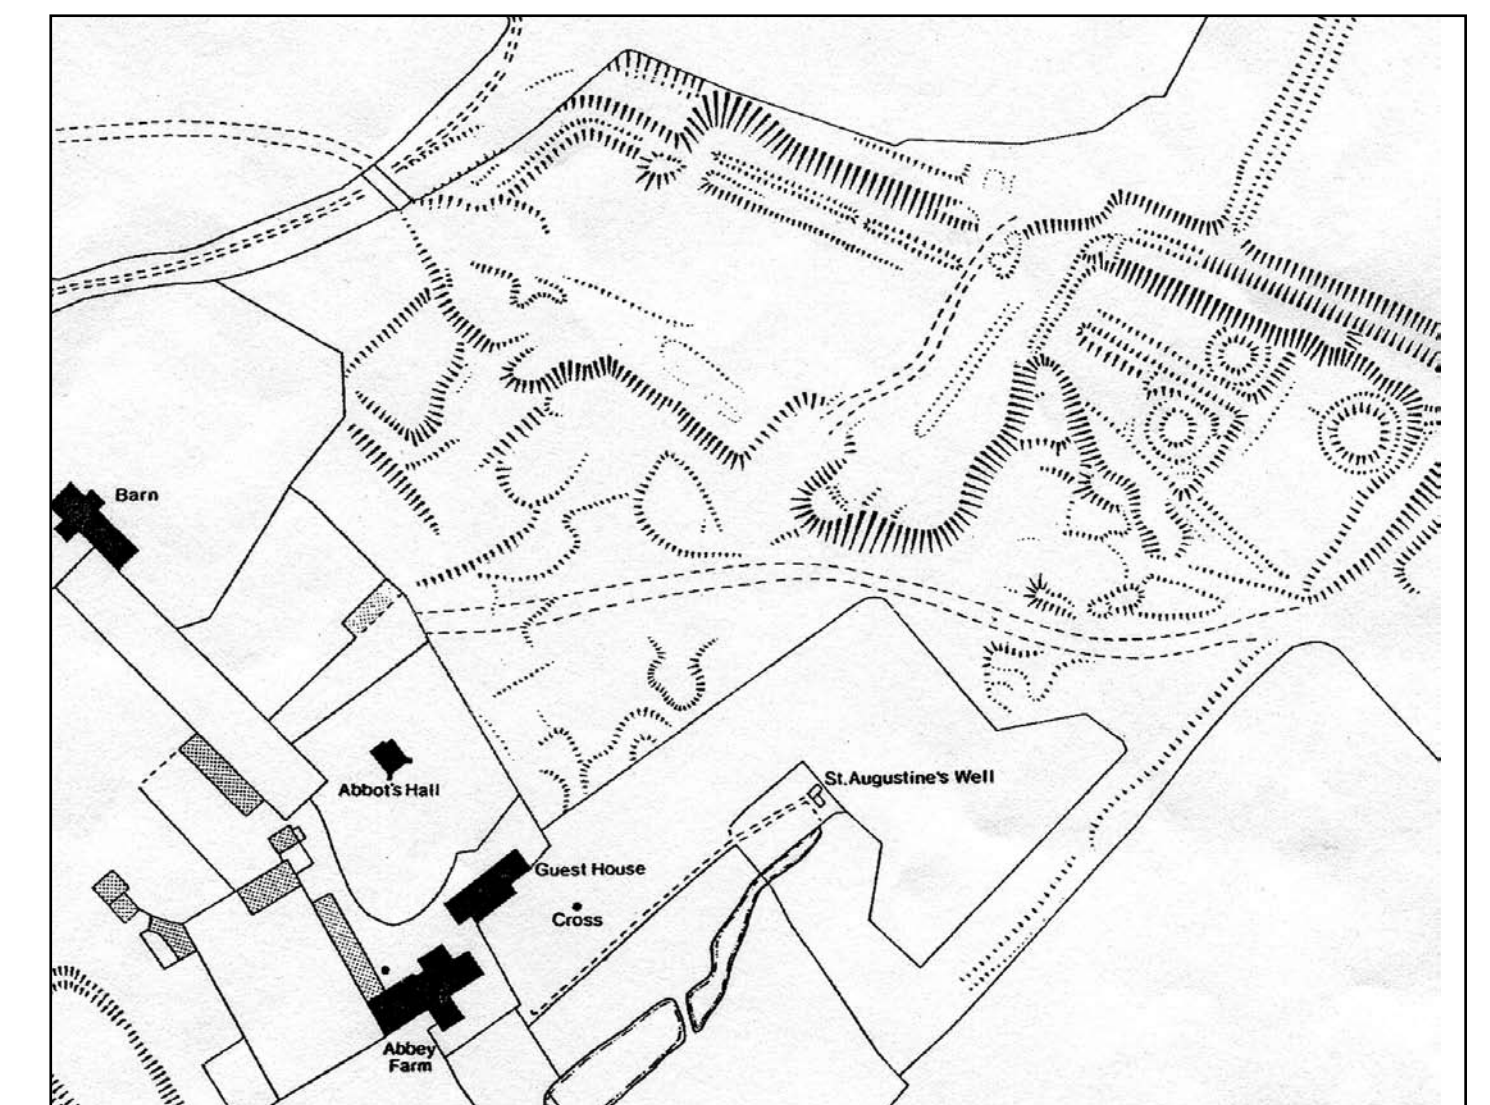 Barn
St.Augustine's Well
Abbot's Hall
Guest House
Cross
Abbey
Farm